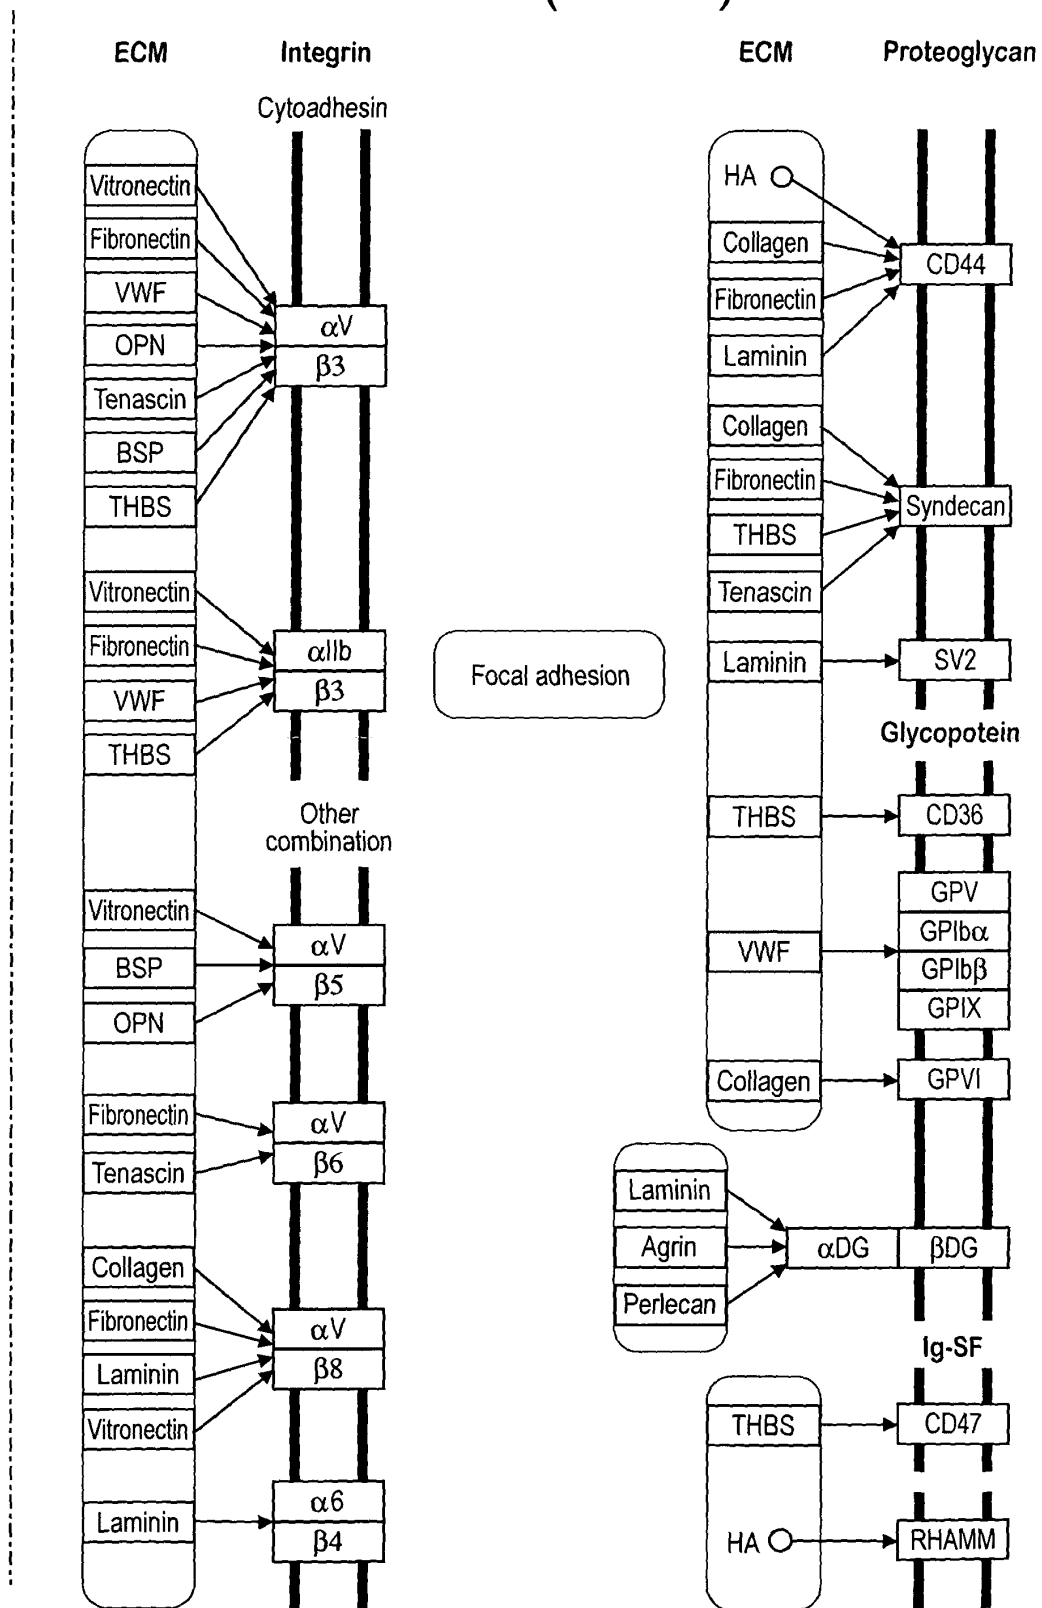 ECM
Integrin
Cytoadhesin
Vitronectin
Fibronectin
VWF
OPN
Tenascin
BSP
THBS
αV
β3
Vitronectin
Fibronectin
VWF
THBS
αIIb
β3
Other
combination
Vitronectin
BSP
OPN
αV
β5
Fibronectin
Tenascin
αV
β6
Collagen
Fibronectin
Laminin
Vitronectin
αV
β8
Laminin
α6
β4
Focal adhesion
ECM
Proteoglycan
HA
Collagen
Fibronectin
Laminin
CD44
Collagen
Fibronectin
THBS
Tenascin
Syndecan
Laminin
SV2
Glycopotein
THBS
CD36
VWF
GPV
GPIbα
GPIbβ
GPIX
Collagen
GPVI
Laminin
Agrin
Perlecan
αDG
βDG
Ig-SF
THBS
CD47
HA
RHAMM